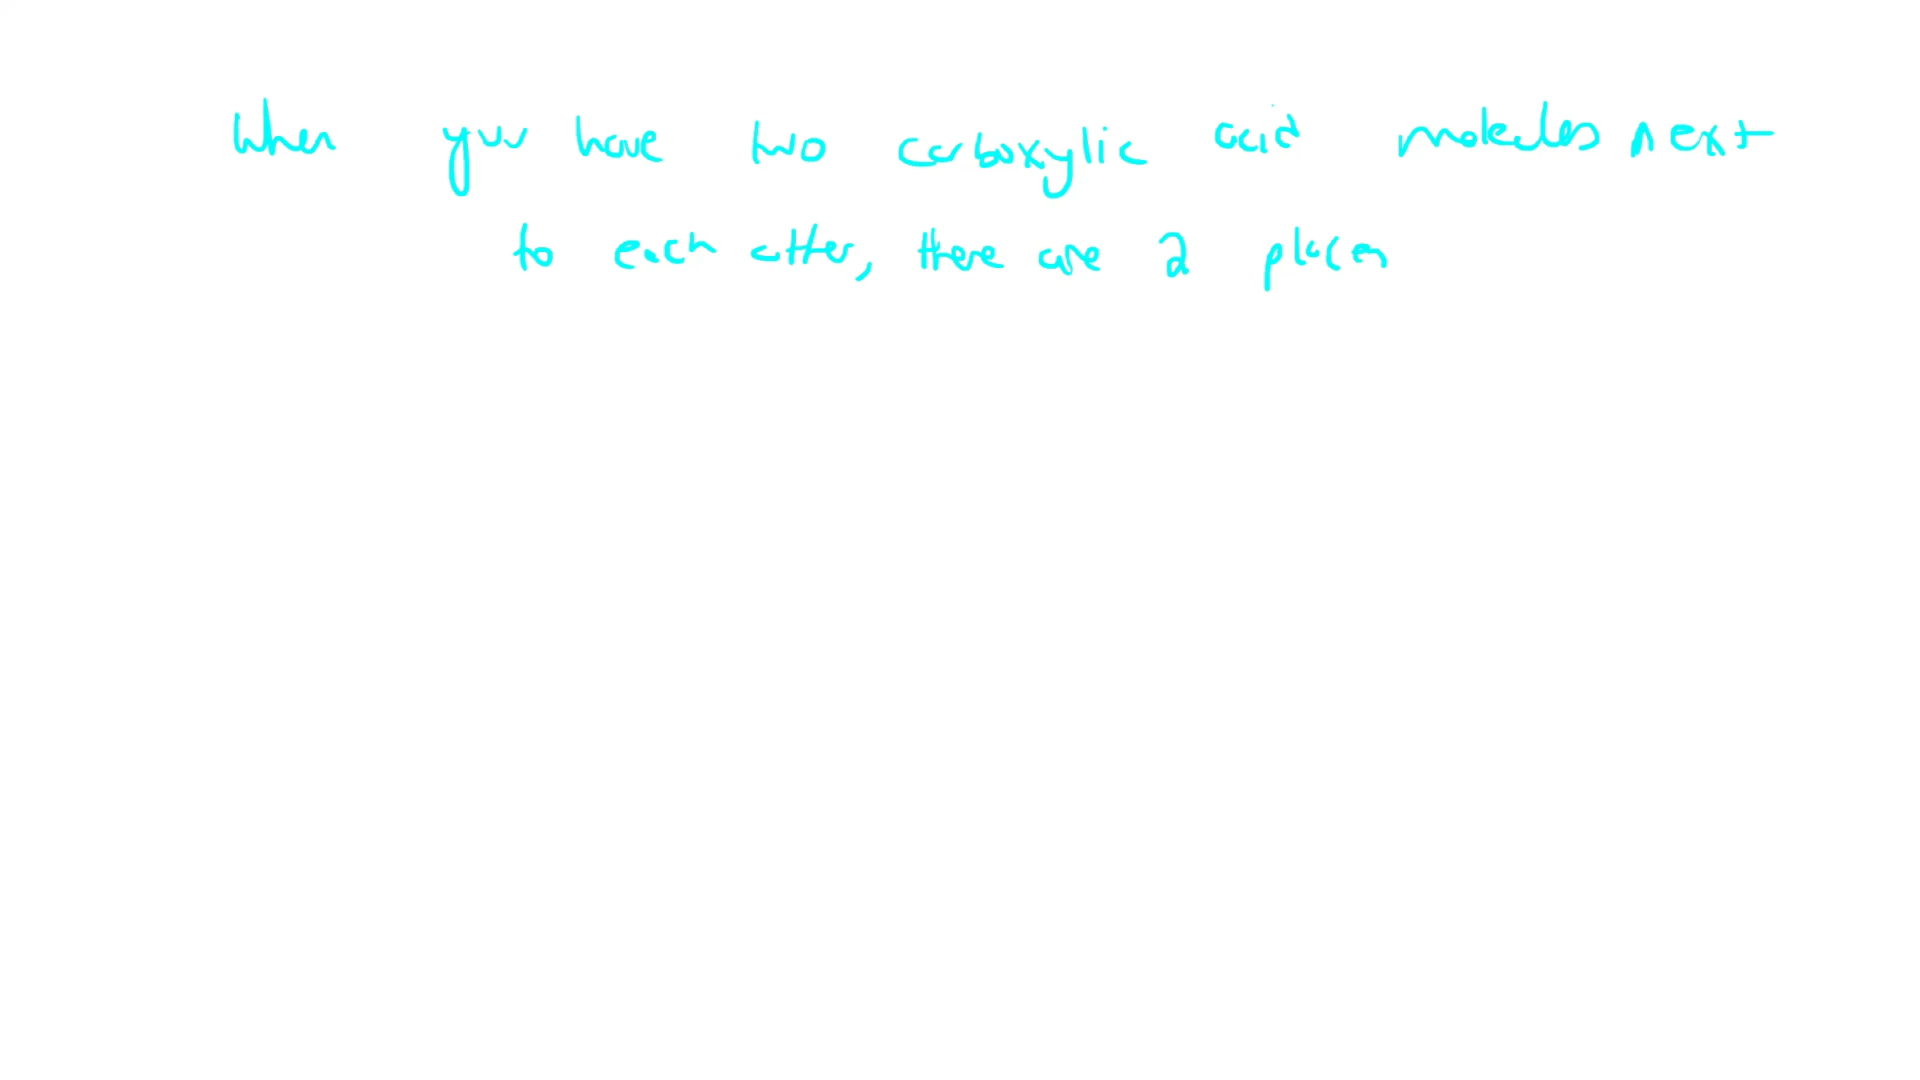 When you have two carboxylic acid molecules next
to each other, there are 2 places